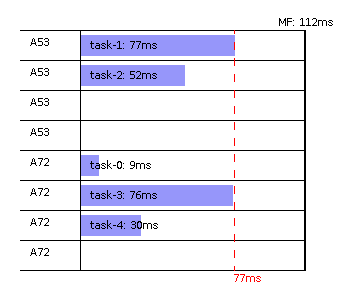 MF: 112ms
A53 task-1: 77ms
A53 task-2: 52ms
A53
A53
A72 task-0: 9ms
A72 task-3: 76ms
A72 task-4: 30ms
A72
77ms